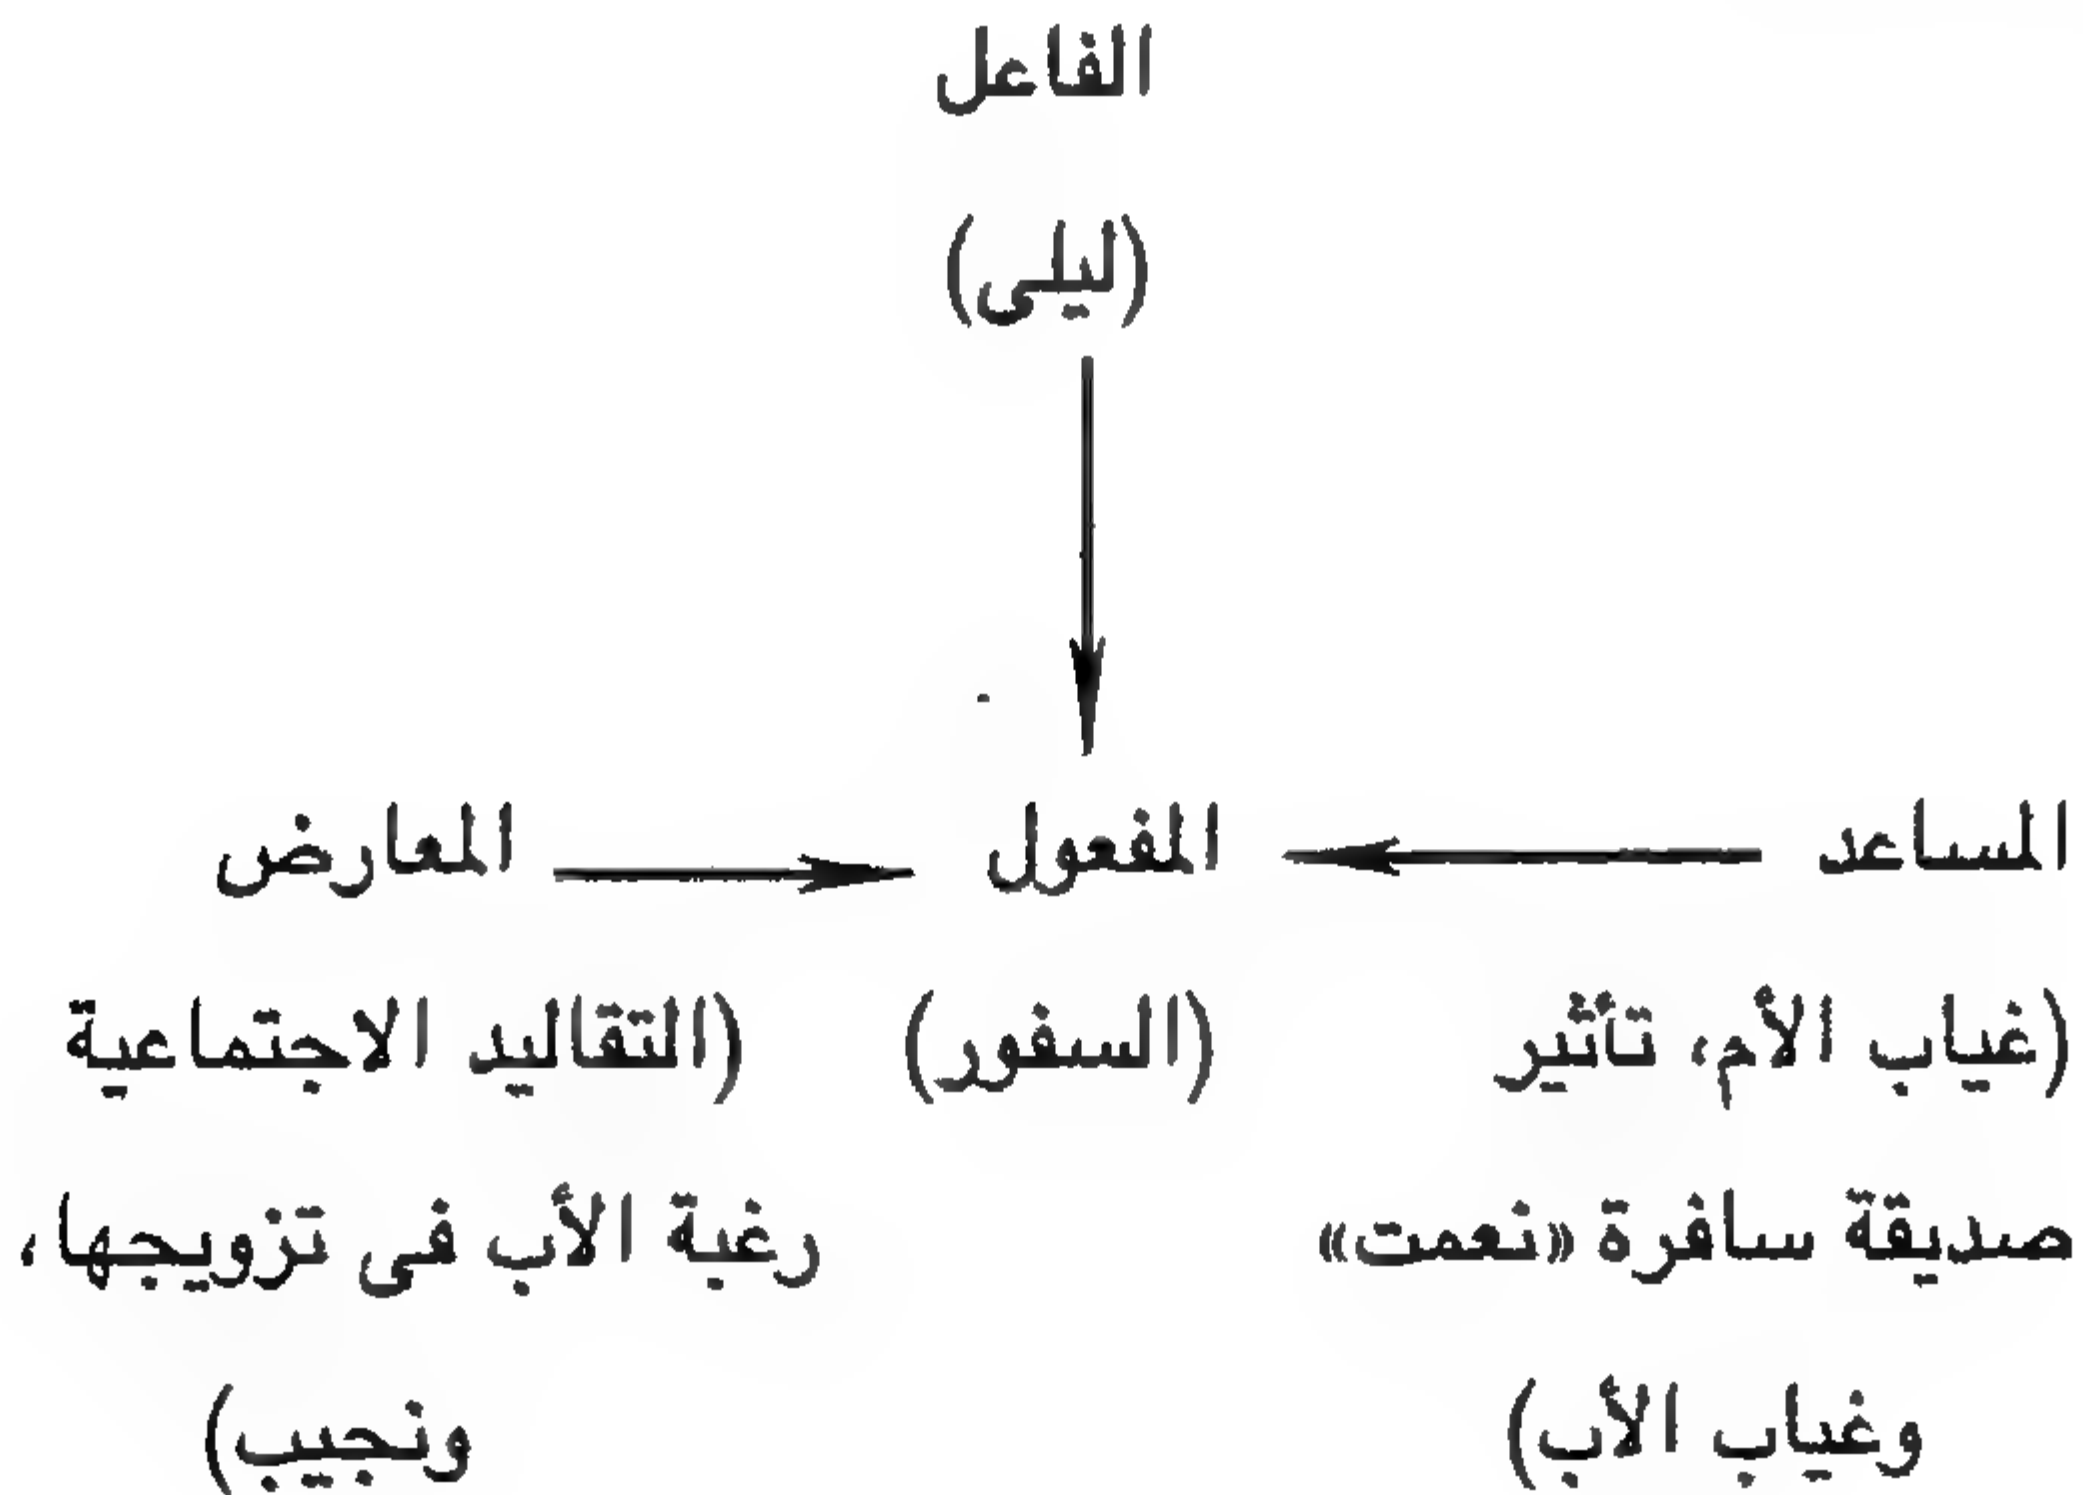 الفاعل
(ليلى)
المساعد المفعول المعارض
(غياب الأم، تأثير (السفور) (التقاليد الاجتماعية
صديقة سافرة «نعمت» رغبة الأب فى تزويجها،
وغياب الأب) ونجيب)